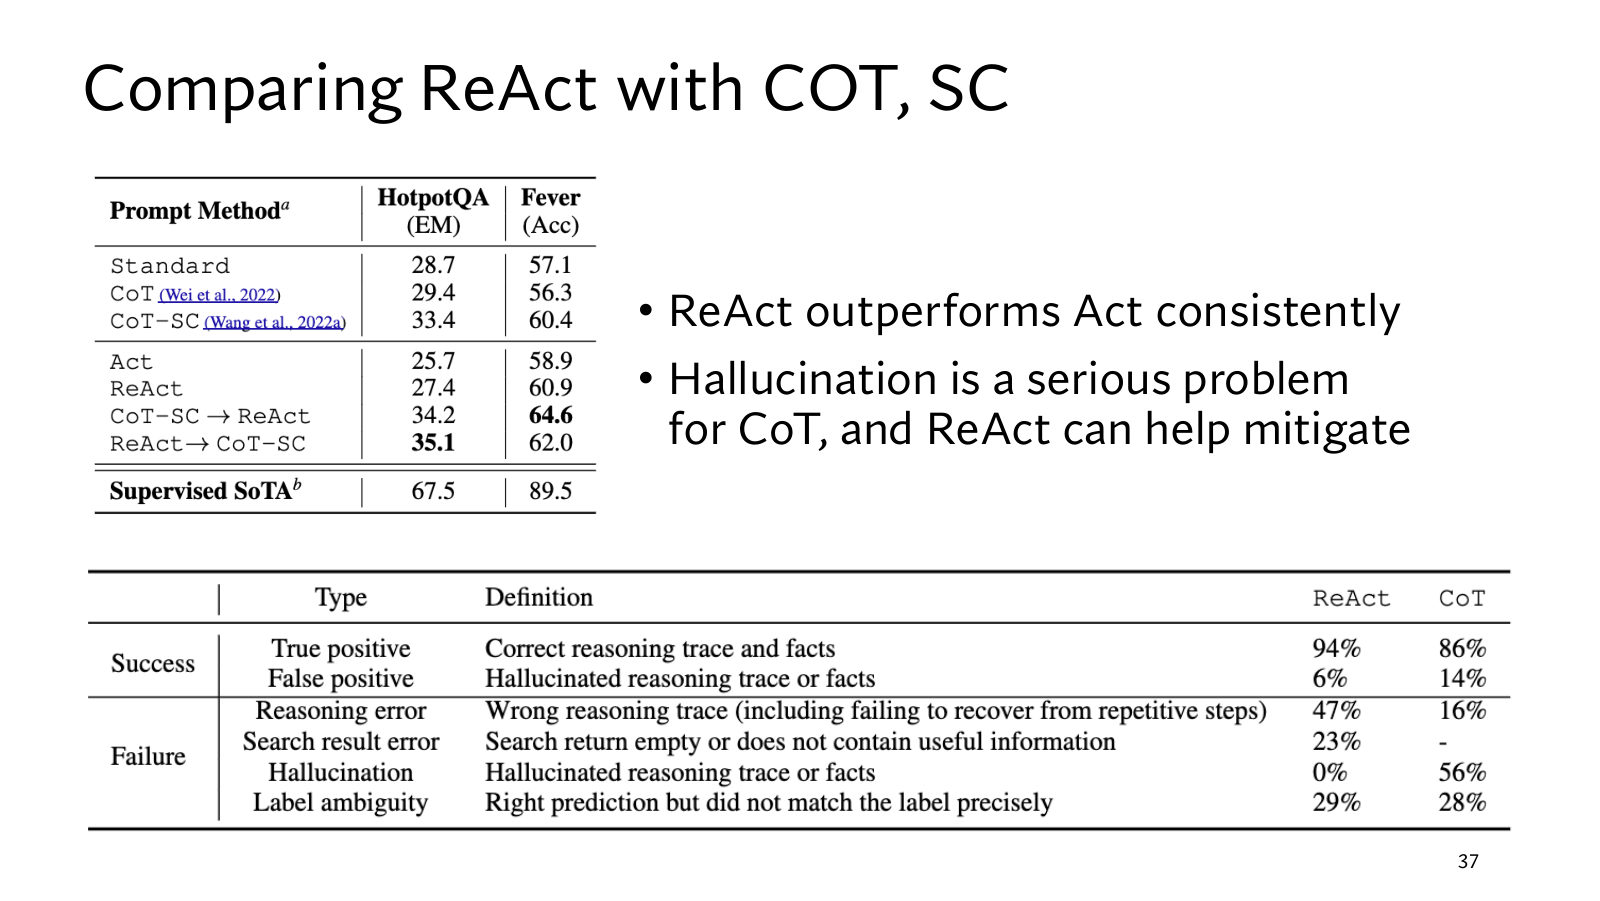 Comparing ReAct with COT, SC
Prompt Methodᵃ HotpotQA (EM) Fever (Acc)
Standard 28.7 57.1
CoT (Wei et al., 2022) 29.4 56.3
CoT-SC (Wang et al., 2022a) 33.4 60.4
Act 25.7 58.9
ReAct 27.4 60.9
CoT-SC → ReAct 34.2 64.6
ReAct→ CoT-SC 35.1 62.0
Supervised SoTAᵇ 67.5 89.5
• ReAct outperforms Act consistently
• Hallucination is a serious problem
for CoT, and ReAct can help mitigate
Type Definition ReAct CoT
Success True positive Correct reasoning trace and facts 94% 86%
False positive Hallucinated reasoning trace or facts 6% 14%
Failure Reasoning error Wrong reasoning trace (including failing to recover from repetitive steps) 47% 16%
Search result error Search return empty or does not contain useful information 23% -
Hallucination Hallucinated reasoning trace or facts 0% 56%
Label ambiguity Right prediction but did not match the label precisely 29% 28%
37